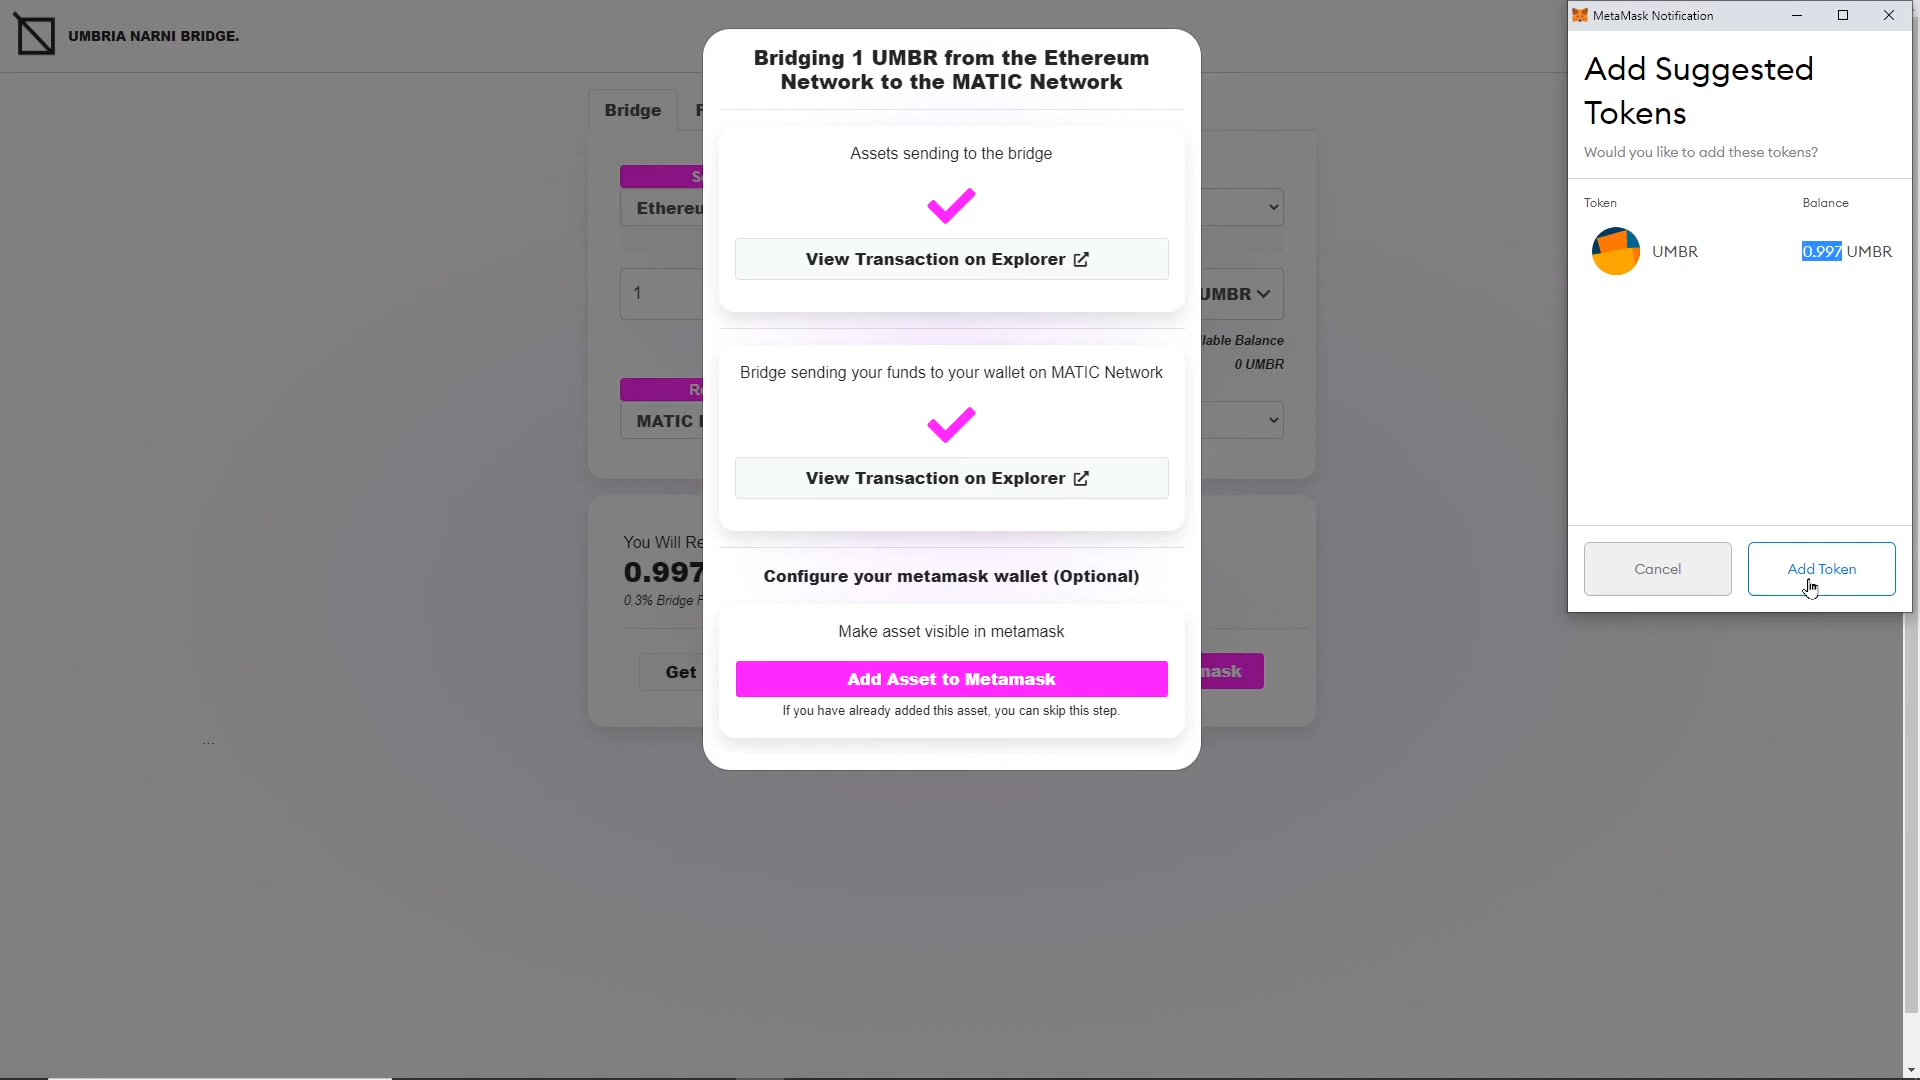 UMBRIA NARNI BRIDGE.
Bridge
Ethereu
1
UMBR
lable Balance
0 UMBR
MATIC
You Will Re
0.997
0.3% Bridge F
Get
mask
...
Bridging 1 UMBR from the Ethereum
Network to the MATIC Network
Assets sending to the bridge
View Transaction on Explorer
Bridge sending your funds to your wallet on MATIC Network
View Transaction on Explorer
Configure your metamask wallet (Optional)
Make asset visible in metamask
Add Asset to Metamask
If you have already added this asset, you can skip this step.
MetaMask Notification
Add Suggested
Tokens
Would you like to add these tokens?
Token Balance
UMBR 0.997 UMBR
Cancel Add Token